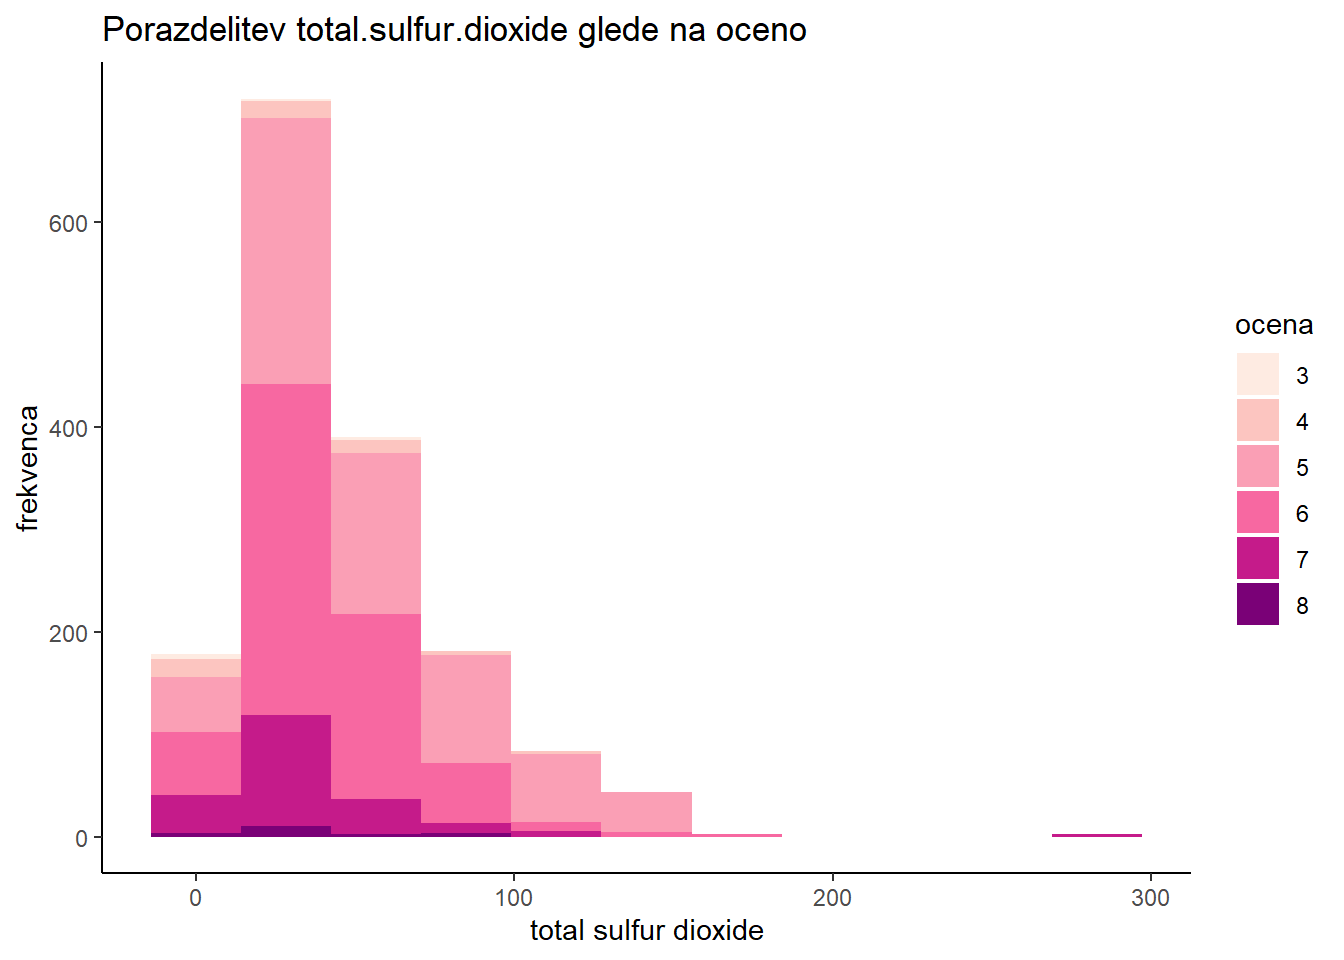 Porazdelitev total.sulfur.dioxide glede na oceno
600
400
200
0
frekvenca
0 100 200 300
total sulfur dioxide
ocena
3
4
5
6
7
8